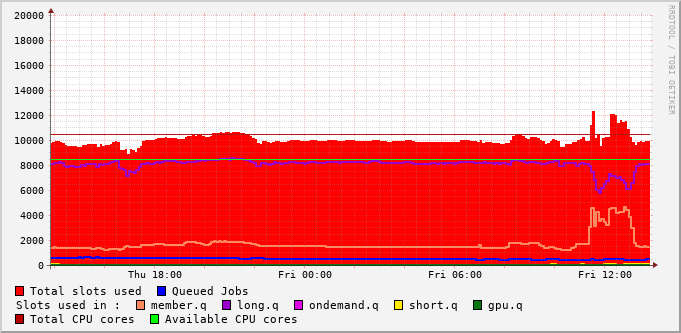 20000
18000
16000
14000
12000
10000
8000
6000
4000
2000
0
Thu 18:00 Fri 00:00 Fri 06:00 Fri 12:00
RRDTOOL / TOBI OETIKER
Total slots used Queued Jobs
Slots used in : member.q long.q ondemand.q short.q gpu.q
Total CPU cores Available CPU cores